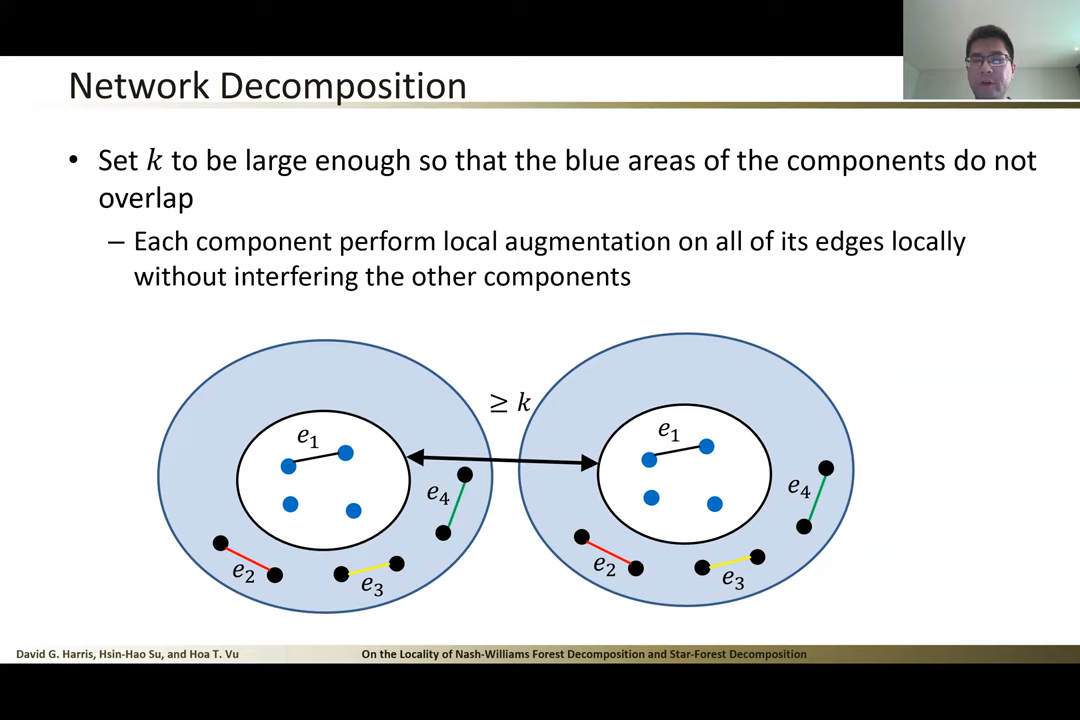 Network Decomposition
• Set k to be large enough so that the blue areas of the components do not
overlap
– Each component perform local augmentation on all of its edges locally
without interfering the other components
≥ k
e₁
e₁
e₄
e₄
e₂
e₃
e₂
e₃
David G. Harris, Hsin-Hao Su, and Hoa T. Vu
On the Locality of Nash-Williams Forest Decomposition and Star-Forest Decomposition